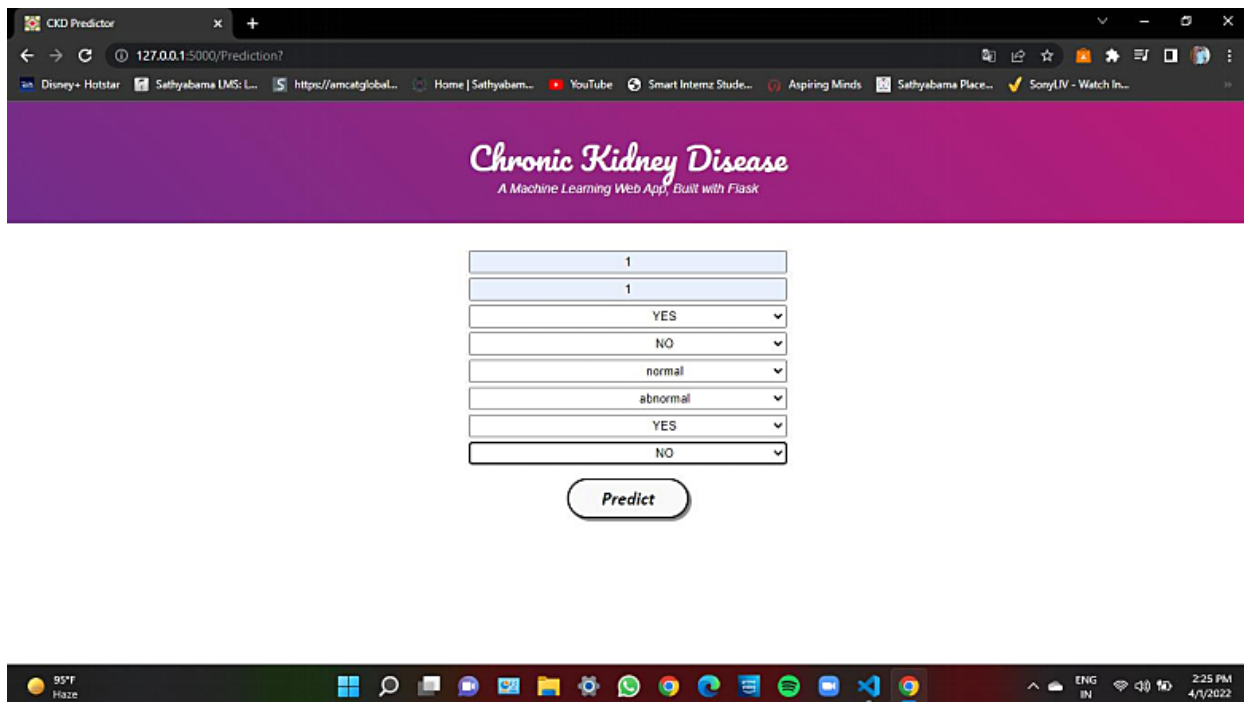 CKD Predictor
127.0.0.1:5000/Prediction?
Disney+ Hotstar Sathyabama LMS: L... https://amcatglobal... Home | Sathyabam... YouTube Smart Internz Stude... Aspiring Minds Sathyabama Place... SonyLIV - Watch In...
Chronic Kidney Disease
A Machine Learning Web App, Built with Flask
1
1
YES
NO
normal
abnormal
YES
NO
Predict
95°F
Haze
ENG
IN
2:25 PM
4/1/2022